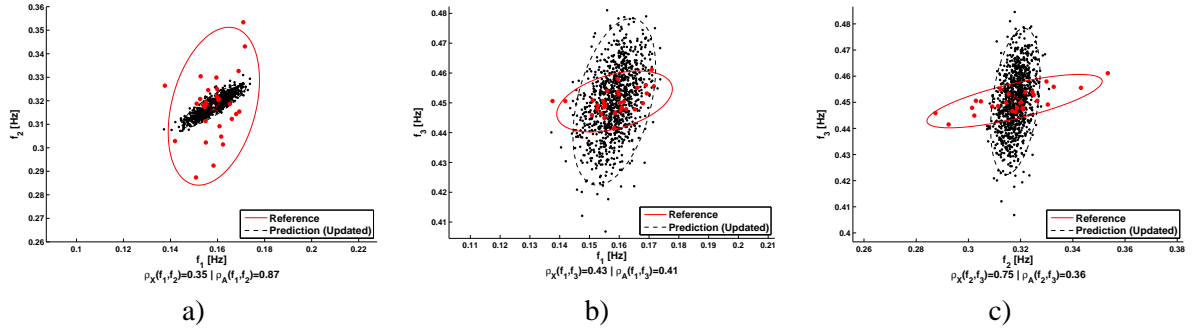 0.36
0.35
0.34
0.33
0.32
0.31
0.3
0.29
0.28
0.27
0.26
f₂ [Hz]
0.12 0.14 0.16 0.18 0.2 0.22
f₁ [Hz]
Reference
Prediction (Updated)
ρX(f₁,f₂)=0.35 | ρA(f₁,f₂)=0.87
a)
0.48
0.47
0.46
0.45
0.44
0.43
0.42
0.41
f₃ [Hz]
0.11 0.12 0.13 0.14 0.15 0.16 0.17 0.18 0.19 0.2 0.21
f₁ [Hz]
Reference
Prediction (Updated)
ρX(f₁,f₃)=0.43 | ρA(f₁,f₃)=0.41
b)
0.48
0.47
0.46
0.45
0.44
0.43
0.42
0.41
0.4
f₃ [Hz]
0.26 0.28 0.3 0.32 0.34 0.36 0.38
f₂ [Hz]
Reference
Prediction (Updated)
ρX(f₂,f₃)=0.75 | ρA(f₂,f₃)=0.36
c)